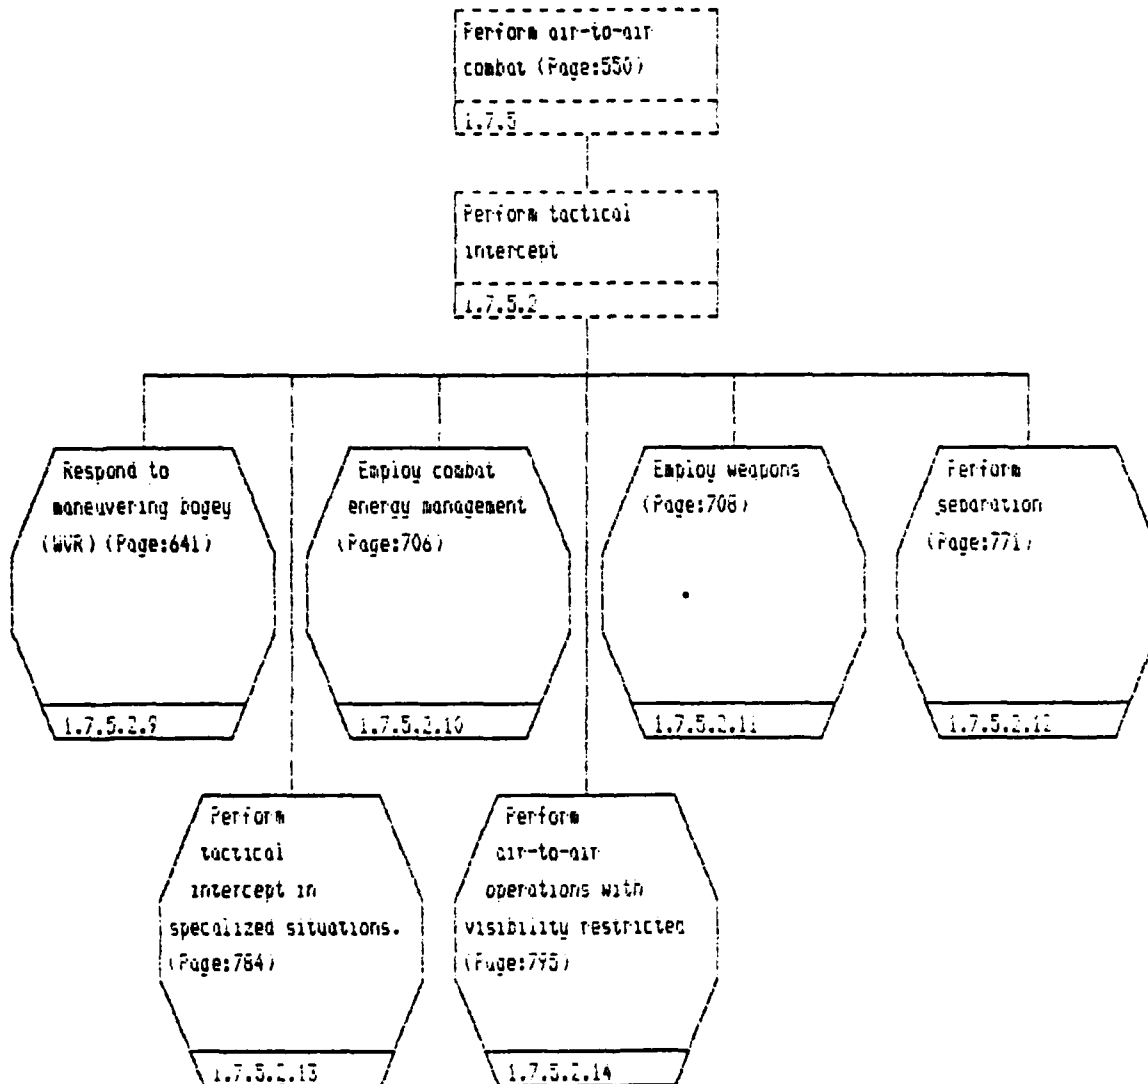 Perform air-to-air
combat (Page:550)
1.7.5
Perform tactical
intercept
1.7.5.2
Respond to
maneuvering bogey
(WVR) (Page:641)
1.7.5.2.9
Employ combat
energy management
(Page:706)
1.7.5.2.10
Employ weapons
(Page:708)
1.7.5.2.11
Perform
separation
(Page:771)
1.7.5.2.12
Perform
tactical
intercept in
specalized situations.
(Page:784)
1.7.5.2.13
Perform
air-to-air
operations with
visibility restricted
(Page:795)
1.7.5.2.14